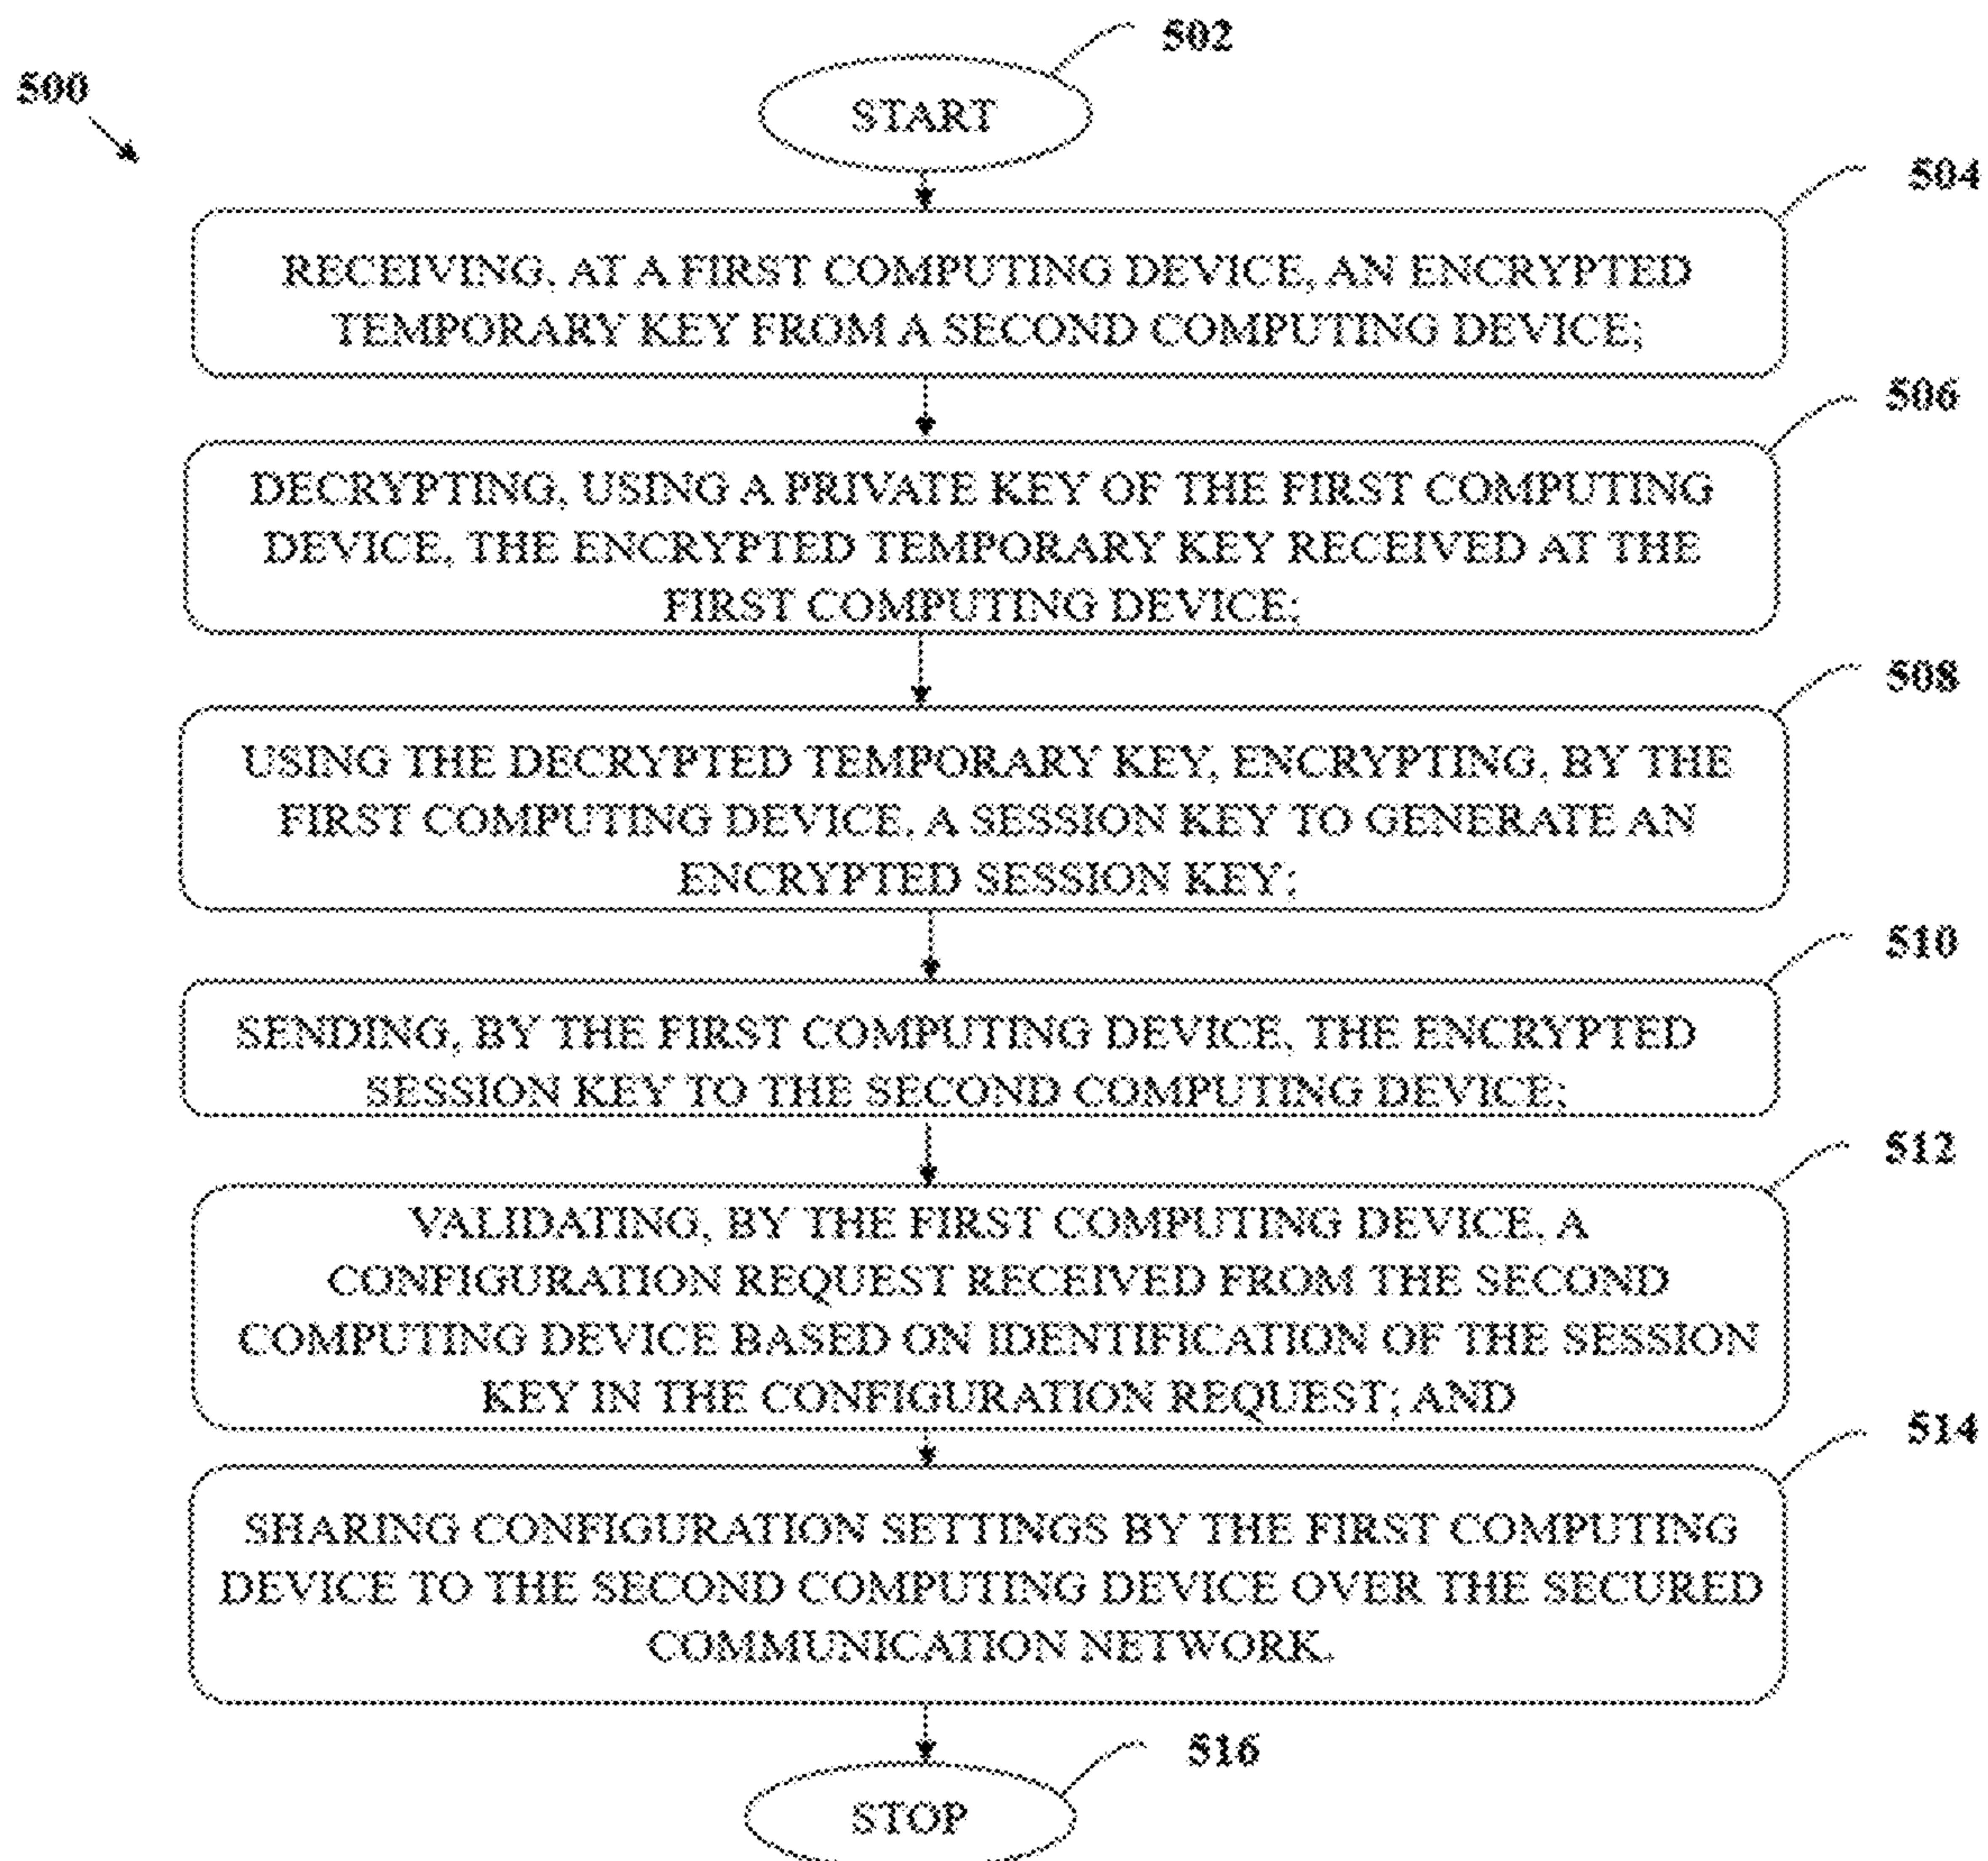 502
500
START
504
RECEIVING, AT A FIRST COMPUTING DEVICE, AN ENCRYPTED
TEMPORARY KEY FROM A SECOND COMPUTING DEVICE;
506
DECRYPTING, USING A PRIVATE KEY OF THE FIRST COMPUTING
DEVICE, THE ENCRYPTED TEMPORARY KEY RECEIVED AT THE
FIRST COMPUTING DEVICE;
508
USING THE DECRYPTED TEMPORARY KEY, ENCRYPTING, BY THE
FIRST COMPUTING DEVICE, A SESSION KEY TO GENERATE AN
ENCRYPTED SESSION KEY;
510
SENDING, BY THE FIRST COMPUTING DEVICE, THE ENCRYPTED
SESSION KEY TO THE SECOND COMPUTING DEVICE;
512
VALIDATING, BY THE FIRST COMPUTING DEVICE, A
CONFIGURATION REQUEST RECEIVED FROM THE SECOND
COMPUTING DEVICE BASED ON IDENTIFICATION OF THE SESSION
KEY IN THE CONFIGURATION REQUEST; AND
514
SHARING CONFIGURATION SETTINGS BY THE FIRST COMPUTING
DEVICE TO THE SECOND COMPUTING DEVICE OVER THE SECURED
COMMUNICATION NETWORK.
516
STOP